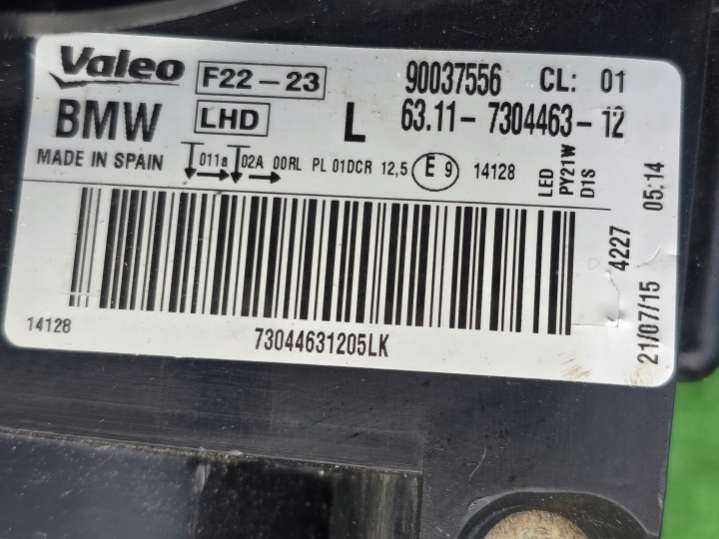 Valeo F22-23 90037556 CL: 01
BMW LHD L 63.11-7304463-12
MADE IN SPAIN 011a 02A 00RL PL 01DCR 12,5 E 9 14128
LED
PY21W
D1S
4227
21/07/15 05:14
14128
73044631205LK